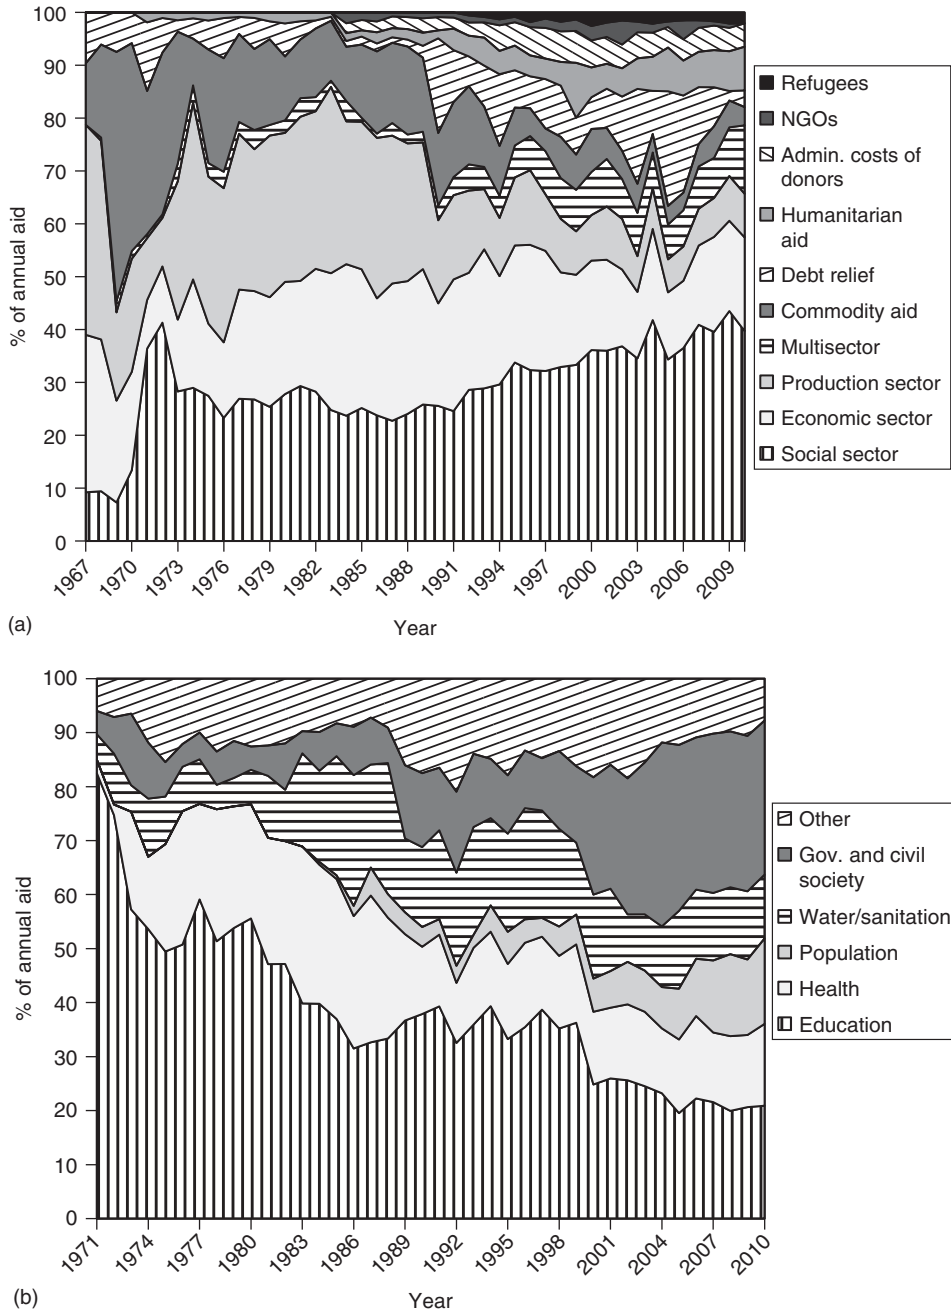 100
90
80
70
60
50
40
30
20
10
0
% of annual aid
1967
1970
1973
1976
1979
1982
1985
1988
1991
1994
1997
2000
2003
2006
2009
Year
(a)
Refugees
NGOs
Admin. costs of
donors
Humanitarian
aid
Debt relief
Commodity aid
Multisector
Production sector
Economic sector
Social sector
100
90
80
70
60
50
40
30
20
10
0
% of annual aid
1971
1974
1977
1980
1983
1986
1989
1992
1995
1998
2001
2004
2007
2010
Year
(b)
Other
Gov. and civil
society
Water/sanitation
Population
Health
Education